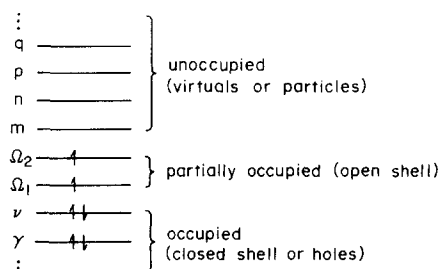 ⋮
q
p
n
m
unoccupied
(virtuals or particles)
Ω₂
Ω₁
partially occupied (open shell)
ν
γ
⋮
occupied
(closed shell or holes)